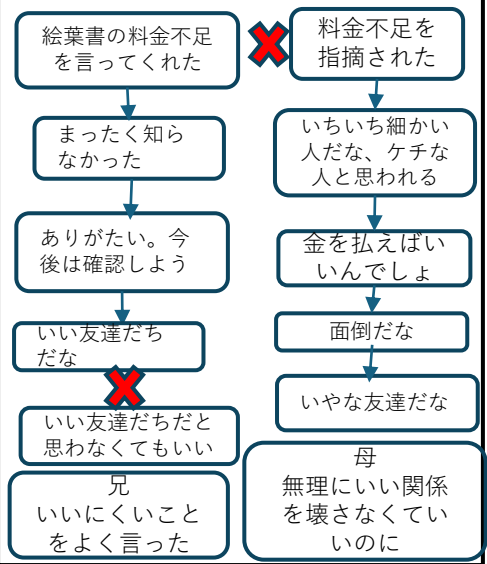 絵葉書の料金不足
を言ってくれた
まったく知ら
なかった
ありがたい。今
後は確認しよう
いい友達だち
だな
いい友達だちだと
思わなくてもいい
兄
いいにくいこと
をよく言った
料金不足を
指摘された
いちいち細かい
人だな、ケチな
人と思われる
金を払えばい
いんでしょ
面倒だな
いやな友達だな
母
無理にいい関係
を壊さなくてい
いのに